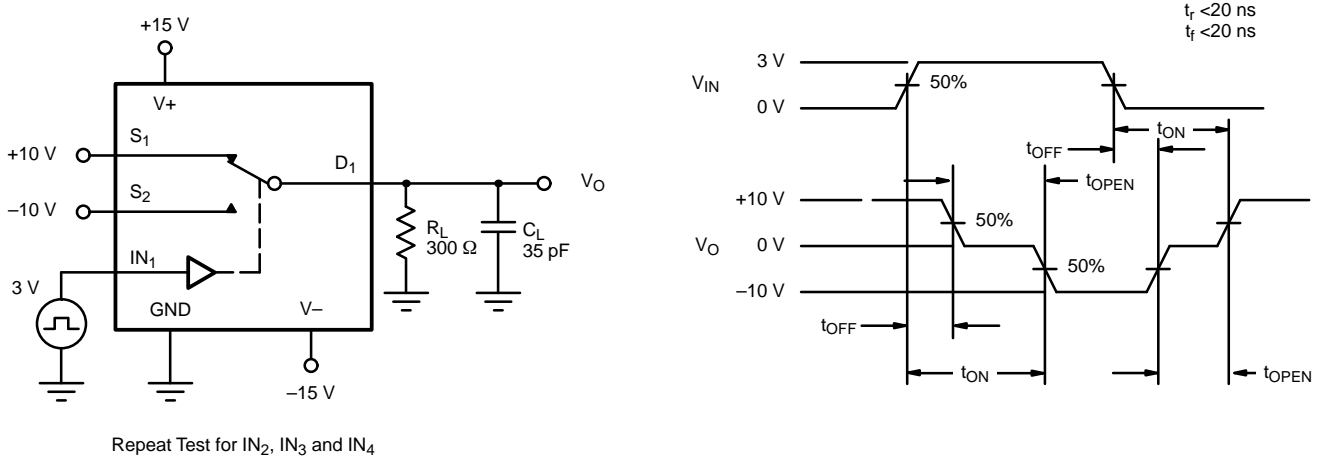 +15 V
V+
S1
+10 V
D1
VO
S2
–10 V
RL
300 Ω
CL
35 pF
IN1
3 V
GND
V–
–15 V
Repeat Test for IN2, IN3 and IN4
tr <20 ns
tf <20 ns
3 V
VIN
50%
0 V
tON
tOFF
tOPEN
+10 V
50%
VO
0 V
50%
–10 V
tOFF
tON
tOPEN